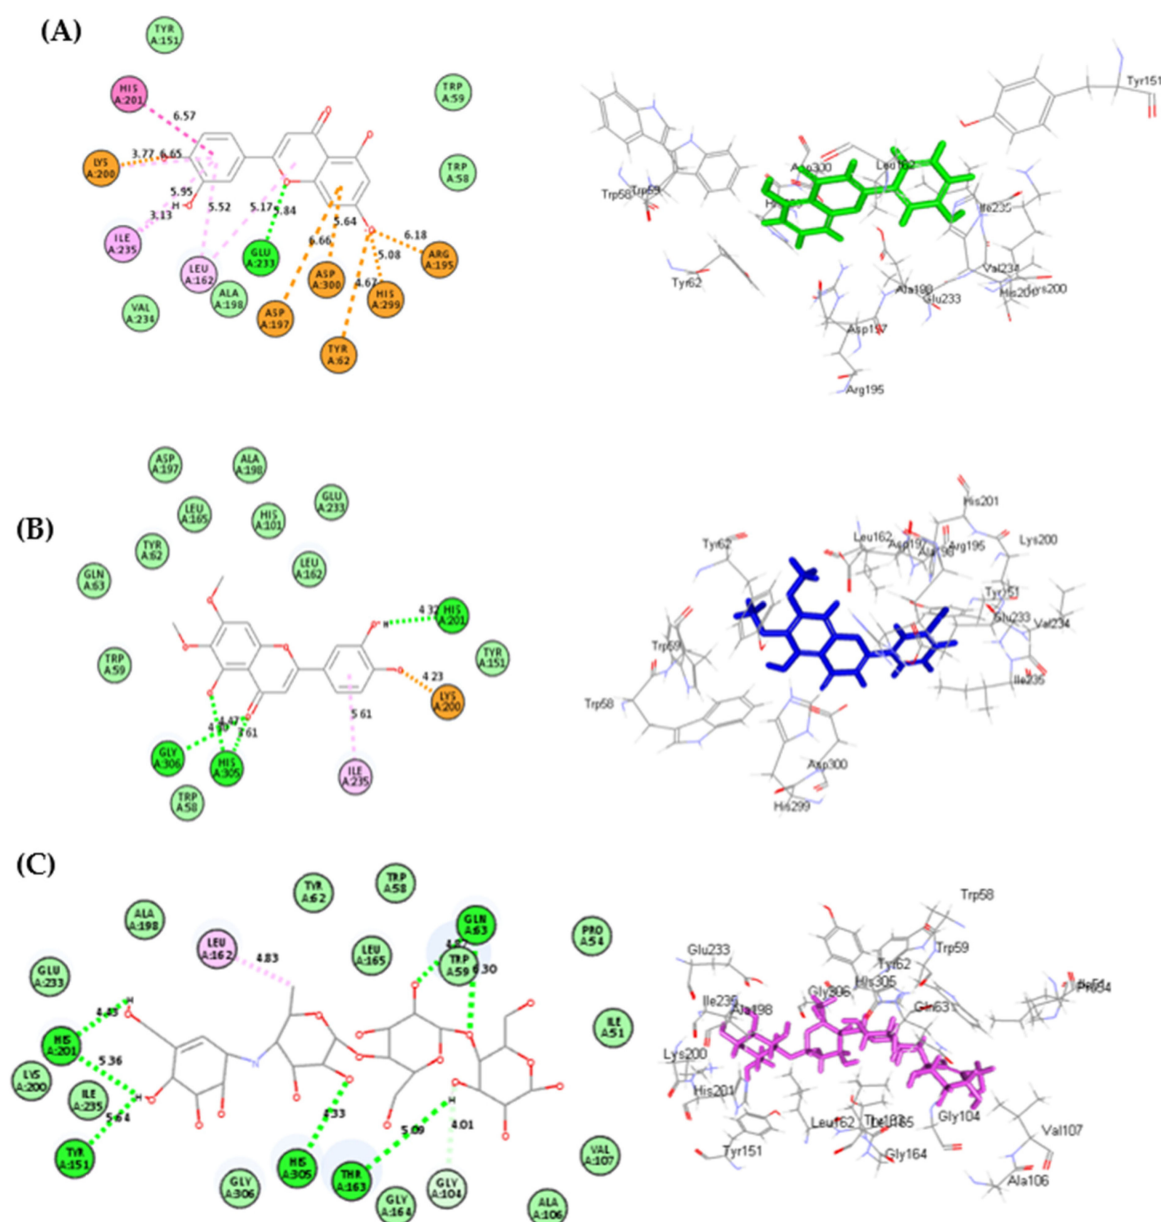 (A)
TYR
A:151
HIS
A:201
TRP
A:59
6.57
LYS
A:200
3.77
6.65
TRP
A:58
5.95
3.13
H
5.52
5.17
5.84
ILE
A:235
LEU
A:162
GLU
A:233
6.66
5.64
6.18
5.08
4.67
ARG
A:195
ASP
A:300
HIS
A:299
ALA
A:198
VAL
A:234
ASP
A:197
TYR
A:62
Tyr151
Trp58
Trp59
Asp300
Leu162
Ile235
Tyr62
Val234
Ala198
Glu233
His201
Lys200
Asp197
Arg195
(B)
ASP
A:197
ALA
A:198
LEU
A:165
HIS
A:101
GLU
A:233
TYR
A:62
LEU
A:162
GLN
A:63
4.32
H
HIS
A:201
TRP
A:59
TYR
A:151
4.23
LYS
A:200
5.61
4.47
GLY
A:306
HIS
A:305
ILE
A:235
TRP
A:58
His201
Tyr62
Leu162
Asp197
Ala198
Arg195
Lys200
Tyr151
Glu233
Val234
Trp59
Ile235
Trp58
Asp300
His299
(C)
TYR
A:62
TRP
A:58
ALA
A:198
GLN
A:63
LEU
A:162
4.83
LEU
A:165
TRP
A:59
6.30
PRO
A:54
GLU
A:233
H
4.43
HIS
A:201
ILE
A:51
5.36
LYS
A:200
ILE
A:235
H
5.64
4.33
H
5.09
4.01
TYR
A:151
HIS
A:305
THR
A:163
GLY
A:306
GLY
A:164
GLY
A:104
VAL
A:107
ALA
A:106
Trp58
Glu233
Trp59
Tyr62
Gly306
His305
Ile235
Ala198
Gln63
Lys200
His201
Gly104
Leu162
Tyr151
Gly164
Val107
Ala106